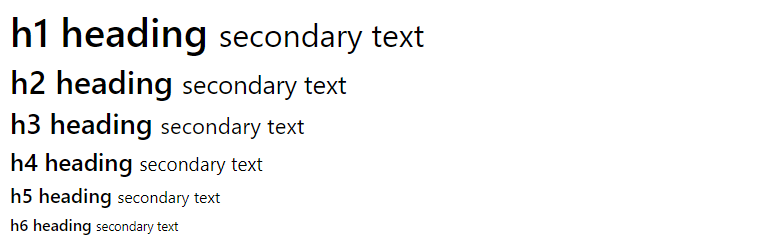 h1 heading secondary text
h2 heading secondary text
h3 heading secondary text
h4 heading secondary text
h5 heading secondary text
h6 heading secondary text